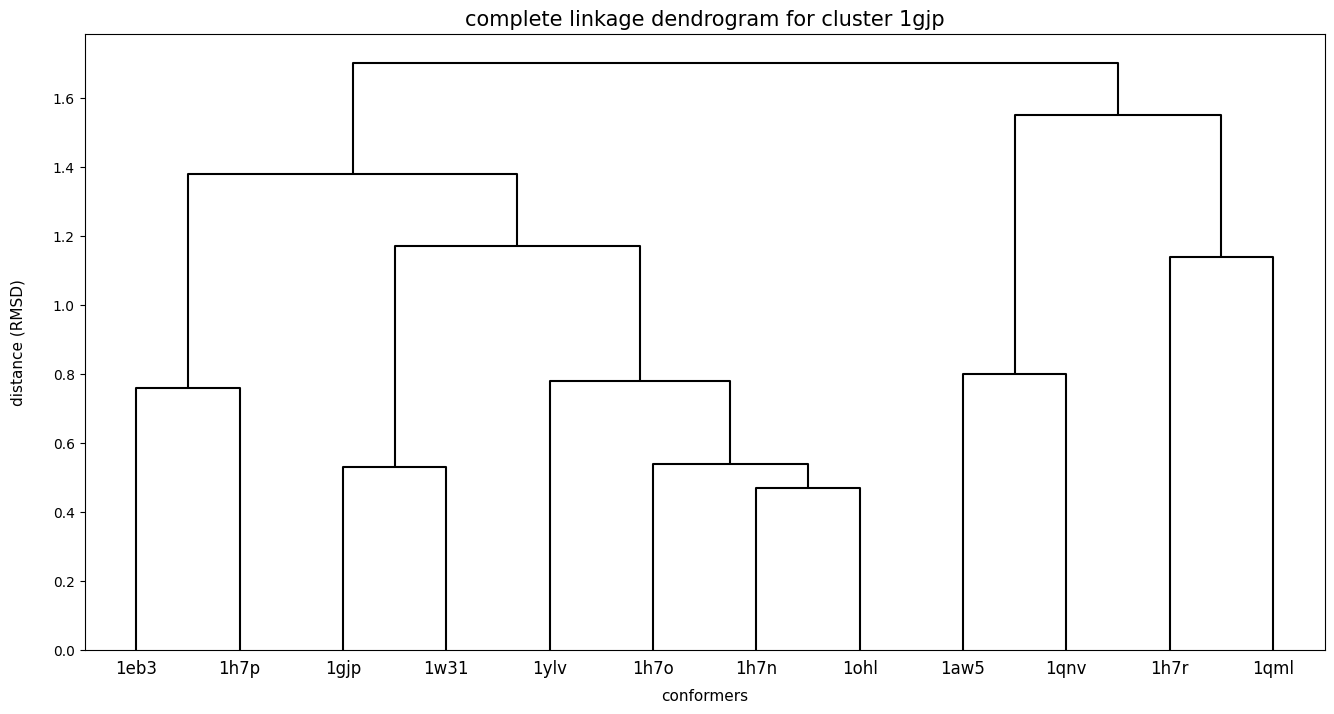 complete linkage dendrogram for cluster 1gjp
1.6
1.4
1.2
1.0
0.8
0.6
0.4
0.2
0.0
distance (RMSD)
1eb3 1h7p 1gjp 1w31 1ylv 1h7o 1h7n 1ohl 1aw5 1qnv 1h7r 1qml
conformers